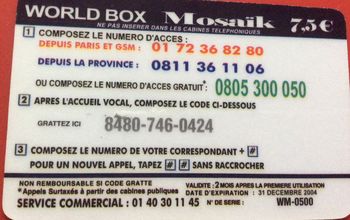 WORLD BOX Mosaïk 7,5€
NE PAS INSERER DANS LES CABINES TELEPHONIQUES
1 COMPOSEZ LE NUMERO D'ACCES :
DEPUIS PARIS ET GSM : 01 72 36 82 80
DEPUIS LA PROVINCE : 0811 36 11 06
OU COMPOSEZ LE NUMERO D'ACCES GRATUIT* : 0805 300 050
2 APRES L'ACCUEIL VOCAL, COMPOSEZ LE CODE CI-DESSOUS
GRATTEZ ICI 8480-746-0424
3 COMPOSEZ LE NUMERO DE VOTRE CORRESPONDANT + #
POUR UN NOUVEL APPEL, TAPEZ # # SANS RACCROCHER
NON REMBOURSABLE SI CODE GRATTE
*Appels Surtaxés à partir des cabines publiques
VALIDITE : 2 MOIS APRES LA PREMIERE UTILISATION
DATE D'EXPIRATION : 31 DECEMBRE 2004
SERVICE COMMERCIAL : 01 40 30 11 45
N° DE SERIE : WM-0500